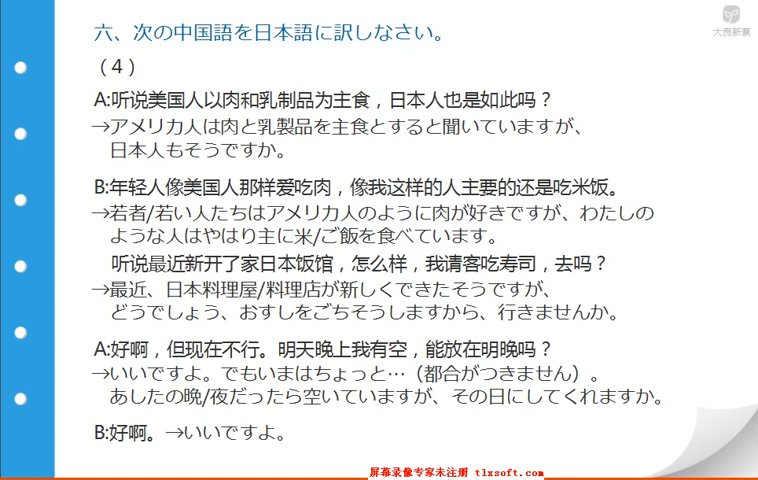 大良新寨
六、次の中国語を日本語に訳しなさい。
（4）
A:听说美国人以肉和乳制品为主食，日本人也是如此吗？
→アメリカ人は肉と乳製品を主食とすると聞いていますが、
日本人もそうですか。
B:年轻人像美国人那样爱吃肉，像我这样的人主要的还是吃米饭。
→若者/若い人たちはアメリカ人のように肉が好きですが、わたしの
ような人はやはり主に米/ご飯を食べています。
听说最近新开了家日本饭馆，怎么样，我请客吃寿司，去吗？
→最近、日本料理屋/料理店が新しくできたそうですが、
どうでしょう、おすしをごちそうしますから、行きませんか。
A:好啊，但现在不行。明天晚上我有空，能放在明晚吗？
→いいですよ。でもいまはちょっと…（都合がつきません）。
あしたの晩/夜だったら空いていますが、その日にしてくれますか。
B:好啊。→いいですよ。
屏幕录像专家未注册 tlxsoft.com